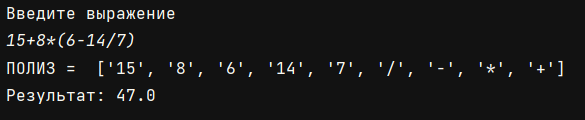 Введите выражение
15+8*(6-14/7)
ПОЛИЗ =  ['15', '8', '6', '14', '7', '/', '-', '*', '+']
Результат: 47.0